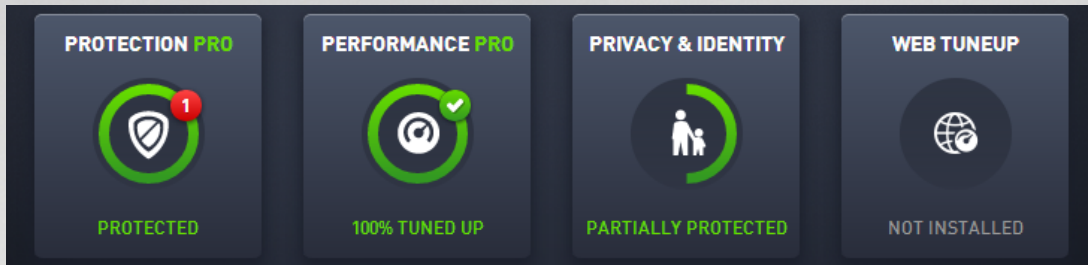 PROTECTION PRO
PERFORMANCE PRO
PRIVACY & IDENTITY
WEB TUNEUP
1
PROTECTED
100% TUNED UP
PARTIALLY PROTECTED
NOT INSTALLED